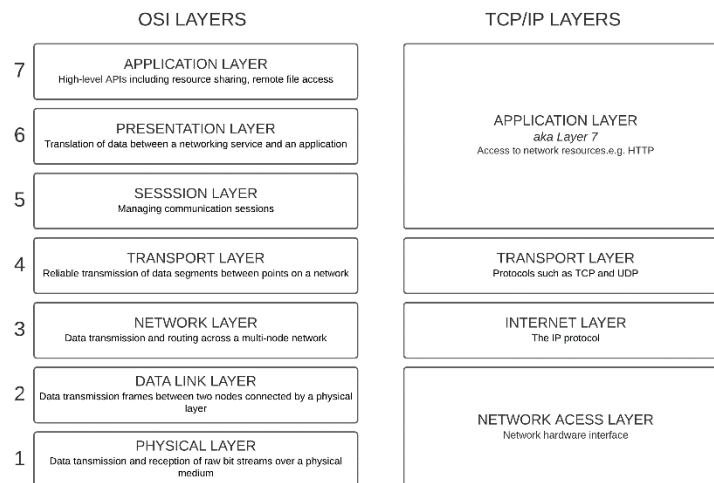 OSI LAYERS
TCP/IP LAYERS
7
APPLICATION LAYER
High-level APIs including resource sharing, remote file access
6
PRESENTATION LAYER
Translation of data between a networking service and an application
5
SESSSION LAYER
Managing communication sessions
4
TRANSPORT LAYER
Reliable transmission of data segments between points on a network
3
NETWORK LAYER
Data transmission and routing across a multi-node network
2
DATA LINK LAYER
Data transmission frames between two nodes connected by a physical
layer
1
PHYSICAL LAYER
Data tansmission and reception of raw bit streams over a physical
medium
APPLICATION LAYER
aka Layer 7
Access to network resources.e.g. HTTP
TRANSPORT LAYER
Protocols such as TCP and UDP
INTERNET LAYER
The IP protocol
NETWORK ACESS LAYER
Network hardware interface